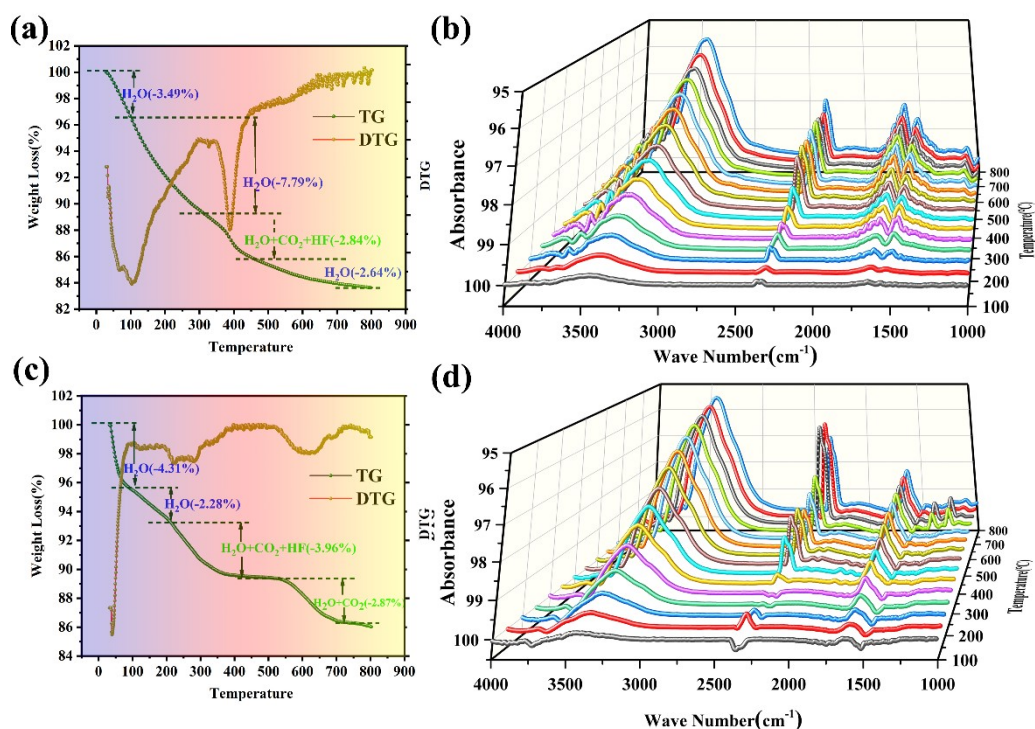 (a)
102
100
98
96
94
92
90
88
86
84
82
Weight Loss(%)
H₂O(-3.49%)
TG
DTG
H₂O(-7.79%)
H₂O+CO₂+HF(-2.84%)
H₂O(-2.64%)
DTG
0 100 200 300 400 500 600 700 800 900
Temperature
(b)
95
96
97
98
99
100
Absorbance
800
700
600
500
400
300
200
100
Temperature(°C)
4000 3500 3000 2500 2000 1500 1000
Wave Number(cm⁻¹)
(c)
102
100
98
96
94
92
90
88
86
84
Weight Loss(%)
H₂O(-4.31%)
H₂O(-2.28%)
TG
DTG
H₂O+CO₂+HF(-3.96%)
H₂O+CO₂(-2.87%)
DTG
0 100 200 300 400 500 600 700 800 900
Temperature
(d)
95
96
97
98
99
100
Absorbance
800
700
600
500
400
300
200
100
Temperature(°C)
4000 3500 3000 2500 2000 1500 1000
Wave Number(cm⁻¹)